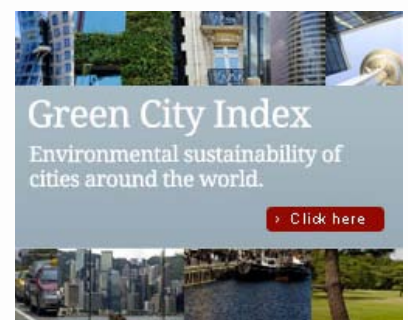 Green City Index
Environmental sustainability of
cities around the world.
› Click here